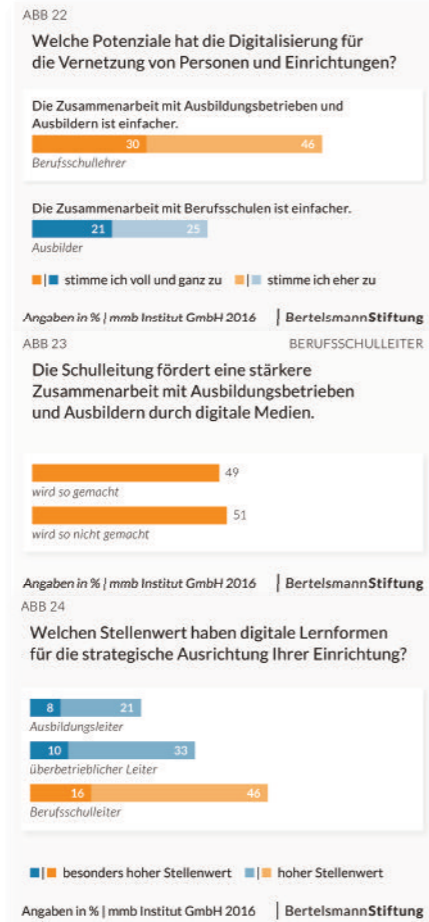 ABB 22
Welche Potenziale hat die Digitalisierung für
die Vernetzung von Personen und Einrichtungen?
Die Zusammenarbeit mit Ausbildungsbetrieben und
Ausbildern ist einfacher.
30 46
Berufsschullehrer
Die Zusammenarbeit mit Berufsschulen ist einfacher.
21 25
Ausbilder
stimme ich voll und ganz zu stimme ich eher zu
Angaben in % | mmb Institut GmbH 2016 | BertelsmannStiftung
ABB 23 BERUFSSCHULLEITER
Die Schulleitung fördert eine stärkere
Zusammenarbeit mit Ausbildungsbetrieben
und Ausbildern durch digitale Medien.
49
wird so gemacht
51
wird so nicht gemacht
Angaben in % | mmb Institut GmbH 2016 | BertelsmannStiftung
ABB 24
Welchen Stellenwert haben digitale Lernformen
für die strategische Ausrichtung Ihrer Einrichtung?
8 21
Ausbildungsleiter
10 33
überbetrieblicher Leiter
16 46
Berufsschulleiter
besonders hoher Stellenwert hoher Stellenwert
Angaben in % | mmb Institut GmbH 2016 | BertelsmannStiftung